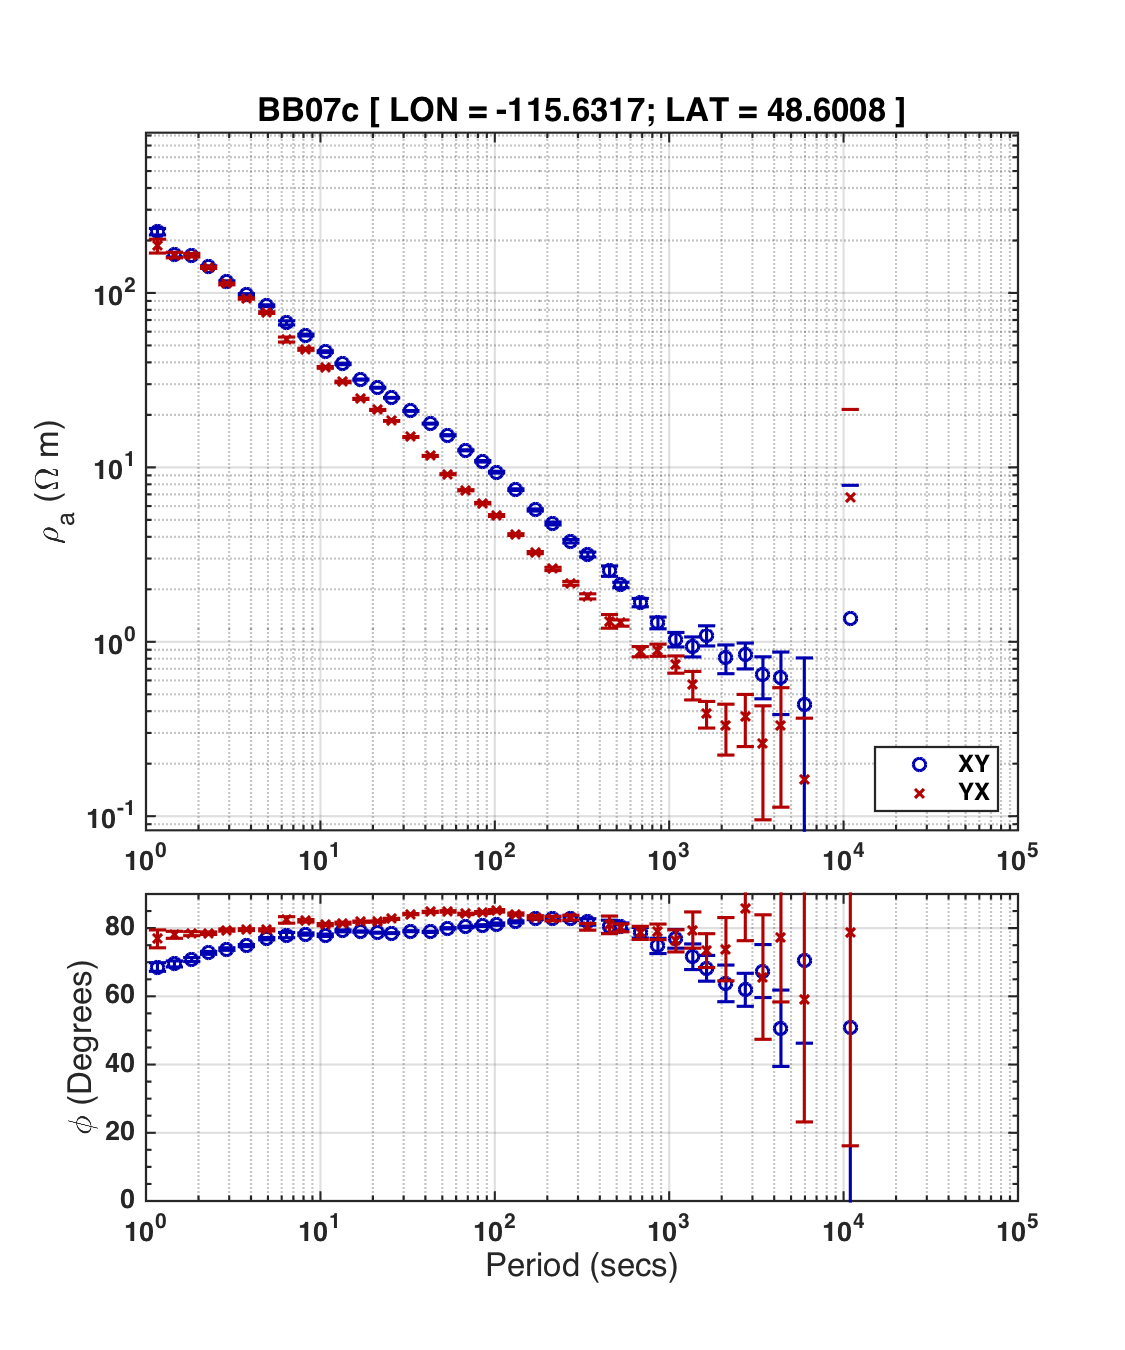 BB07c [ LON = -115.6317; LAT = 48.6008 ]
10^2
10^1
10^0
10^-1
ρ_a (Ω m)
XY
YX
10^0 10^1 10^2 10^3 10^4 10^5
80
60
40
20
0
ϕ (Degrees)
10^0 10^1 10^2 10^3 10^4 10^5
Period (secs)